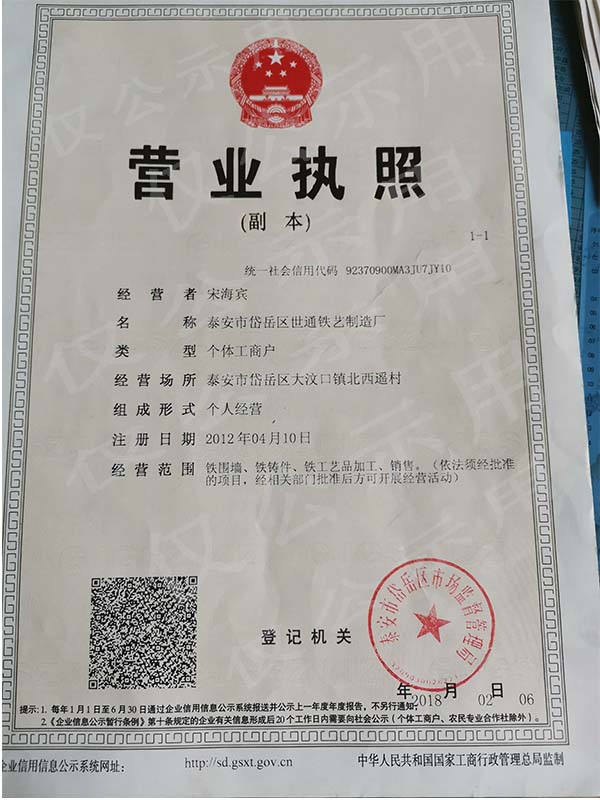 营业执照
(副 本)
1-1
统一社会信用代码 92370900MA3JU7JY10
经营者 宋海宾
名称 泰安市岱岳区世通铁艺制造厂
类型 个体工商户
经营场所 泰安市岱岳区大汶口镇北西遥村
组成形式 个人经营
注册日期 2012年04月10日
经营范围 铁围墙、铁铸件、铁工艺品加工、销售。(依法须经批准
的项目,经相关部门批准后方可开展经营活动)
泰安市岱岳区市场监督管理局
登记机关
年 2018 月 02 日 06
提示:1. 每年1月1日至6月30日通过企业信用信息公示系统报送并公示上一年度年度报告,不另行通知;
2.《企业信息公示暂行条例》第十条规定的企业有关信息形成后20个工作日内需要向社会公示(个体工商户、农民专业合作社除外)。
企业信用信息公示系统网址: http://sd.gsxt.gov.cn 中华人民共和国国家工商行政管理总局监制
仅公示用